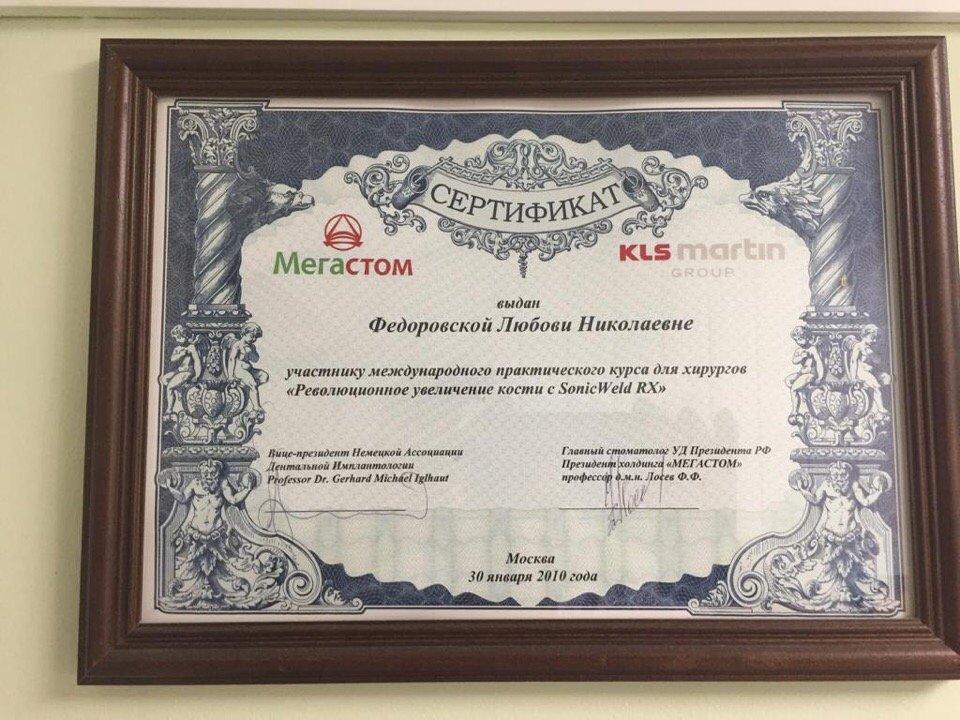 СЕРТИФИКАТ
МегаСТОМ
KLS martin
GROUP
выдан
Федоровской Любови Николаевне
участнику международного практического курса для хирургов
«Революционное увеличение кости с SonicWeld RX»
Вице-президент Немецкой Ассоциации
Дентальной Имплантологии
Professor Dr. Gerhard Michael Iglhaut
Главный стоматолог УД Президента РФ
Президент холдинга «МЕГАСТОМ»
профессор д.м.н. Лосев Ф.Ф.
Москва
30 января 2010 года